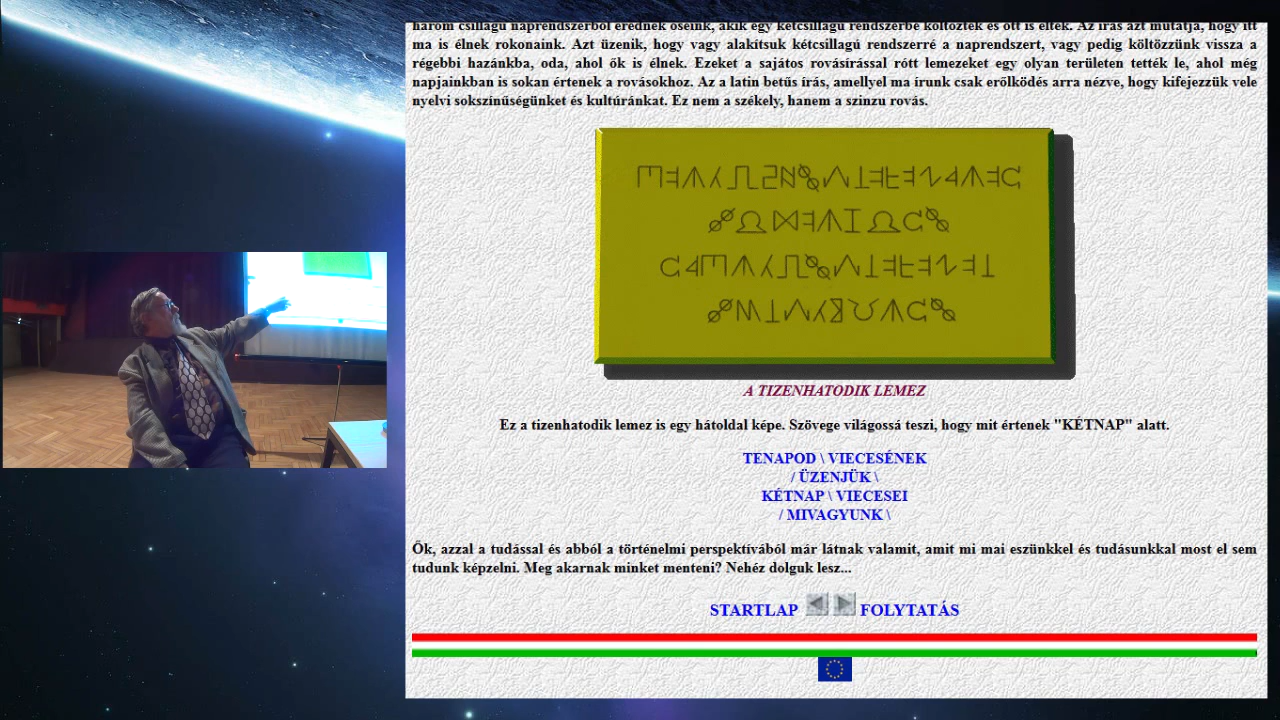 három csillagú naprendszerből erednek őseink, akik egy kétcsillagú rendszerbe költöztek és ott is éltek. Az írás azt mutatja, hogy itt
ma is élnek rokonaink. Azt üzenik, hogy vagy alakítsuk kétcsillagú rendszerré a naprendszert, vagy pedig költözzünk vissza a
régebbi hazánkba, oda, ahol ők is élnek. Ezeket a sajátos rovásírással rótt lemezeket egy olyan területen tették le, ahol még
napjainkban is sokan értenek a rovásokhoz. Az a latin betűs írás, amellyel ma írunk csak erőlködés arra nézve, hogy kifejezzük vele
nyelvi sokszínűségünket és kultúránkat. Ez nem a székely, hanem a szinzu rovás.
A TIZENHATODIK LEMEZ
Ez a tizenhatodik lemez is egy hátoldal képe. Szövege világossá teszi, hogy mit értenek "KÉTNAP" alatt.
TENAPOD \ VIECESÉNEK
/ ÜZENJÜK \
KÉTNAP \ VIECESEI
/ MIVAGYUNK \
Ők, azzal a tudással és abból a történelmi perspektívából már látnak valamit, amit mi mai eszünkkel és tudásunkkal most el sem
tudunk képzelni. Meg akarnak minket menteni? Nehéz dolguk lesz...
STARTLAP FOLYTATÁS